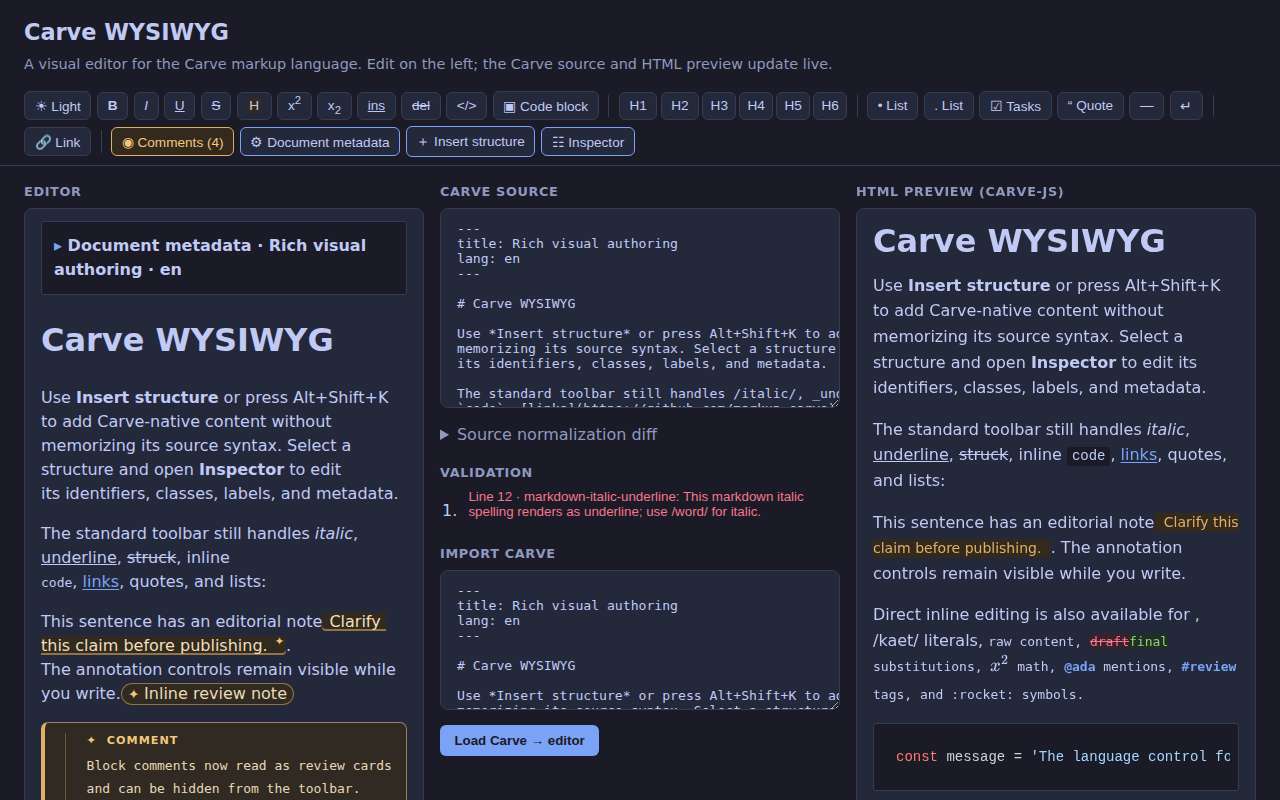 Carve WYSIWYG
A visual editor for the Carve markup language. Edit on the left; the Carve source and HTML preview update live.
☀ Light B I U S H x2 x2 ins del </> ▣ Code block H1 H2 H3 H4 H5 H6 • List . List ☑ Tasks “ Quote — ↵
🔗 Link ◉ Comments (4) ⚙ Document metadata + Insert structure ☷ Inspector
EDITOR
▸ Document metadata · Rich visual
authoring · en
Carve WYSIWYG
Use Insert structure or press Alt+Shift+K
to add Carve-native content without
memorizing its source syntax. Select a
structure and open Inspector to edit
its identifiers, classes, labels, and metadata.
The standard toolbar still handles italic,
underline, struck, inline
code, links, quotes, and lists:
This sentence has an editorial note Clarify
this claim before publishing. ✦.
The annotation controls remain visible while
you write. ✦ Inline review note
✦ COMMENT
Block comments now read as review cards
and can be hidden from the toolbar.
CARVE SOURCE
---
title: Rich visual authoring
lang: en
---
# Carve WYSIWYG
Use *Insert structure* or press Alt+Shift+K to
memorizing its source syntax. Select a structure
its identifiers, classes, labels, and metadata.
The standard toolbar still handles /italic/,
▶ Source normalization diff
VALIDATION
1. Line 12 · markdown-italic-underline: This markdown italic
spelling renders as underline; use /word/ for italic.
IMPORT CARVE
---
title: Rich visual authoring
lang: en
---
# Carve WYSIWYG
Use *Insert structure* or press Alt+Shift+K to
Load Carve → editor
HTML PREVIEW (CARVE-JS)
Carve WYSIWYG
Use Insert structure or press Alt+Shift+K
to add Carve-native content without
memorizing its source syntax. Select a
structure and open Inspector to edit its
identifiers, classes, labels, and metadata.
The standard toolbar still handles italic,
underline, struck, inline code, links, quotes,
and lists:
This sentence has an editorial note Clarify this
claim before publishing. . The annotation
controls remain visible while you write.
Direct inline editing is also available for ,
/kaet/ literals, raw content, draftfinal
substitutions, x2 math, @ada mentions, #review
tags, and :rocket: symbols.
const message = 'The language control